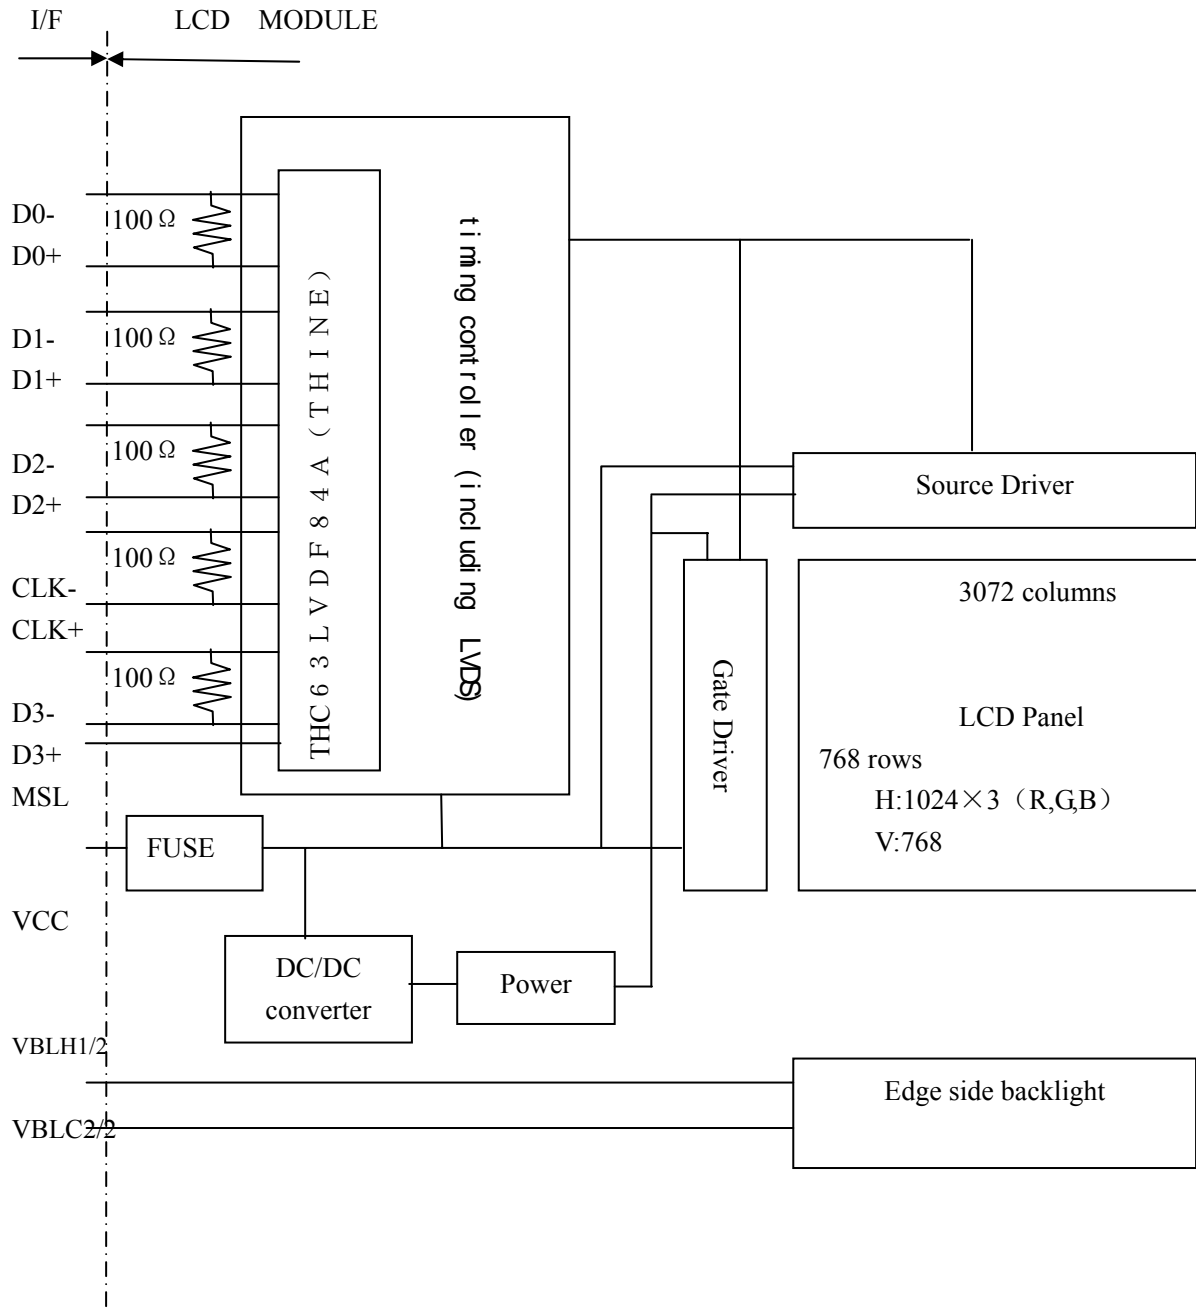 I/F LCD MODULE
D0- 100Ω
D0+
D1- 100Ω
D1+
D2- 100Ω
D2+
CLK- 100Ω
CLK+
D3- 100Ω
D3+
MSL
THC63LVDF84A(THINE)
timing controller (including LVDS)
Source Driver
Gate Driver
3072 columns
LCD Panel
768 rows
H:1024×3（R,G,B）
V:768
FUSE
VCC
DC/DC
converter
Power
VBLH1/2
Edge side backlight
VBLC2/2